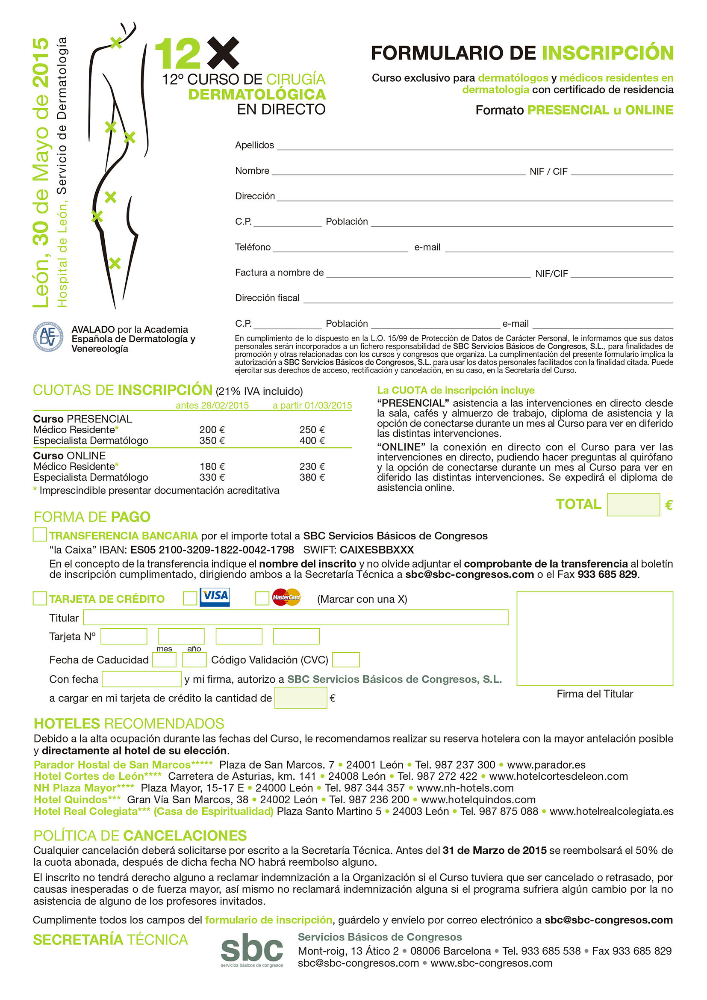 León, 30 de Mayo de 2015
Hospital de León, Servicio de Dermatología
12X
12º CURSO DE CIRUGÍA
DERMATOLÓGICA
EN DIRECTO
FORMULARIO DE INSCRIPCIÓN
Curso exclusivo para dermatólogos y médicos residentes en
dermatología con certificado de residencia
Formato PRESENCIAL u ONLINE
Apellidos
Nombre NIF / CIF
Dirección
C.P. Población
Teléfono e-mail
Factura a nombre de NIF/CIF
Dirección fiscal
C.P. Población e-mail
AEDV
AVALADO por la Academia
Española de Dermatología y
Venereología
En cumplimiento de lo dispuesto en la L.O. 15/99 de Protección de Datos de Carácter Personal, le informamos que sus datos
personales serán incorporados a un fichero responsabilidad de SBC Servicios Básicos de Congresos, S.L., para finalidades de
promoción y otras relacionadas con los cursos y congresos que organiza. La cumplimentación del presente formulario implica la
autorización a SBC Servicios Básicos de Congresos, S.L. para usar los datos personales facilitados con la finalidad citada. Puede
ejercitar sus derechos de acceso, rectificación y cancelación, en su caso, en la Secretaría del Curso.
CUOTAS DE INSCRIPCIÓN (21% IVA incluido)
antes 28/02/2015 a partir 01/03/2015
Curso PRESENCIAL
Médico Residente* 200 € 250 €
Especialista Dermatólogo 350 € 400 €
Curso ONLINE
Médico Residente* 180 € 230 €
Especialista Dermatólogo 330 € 380 €
* Imprescindible presentar documentación acreditativa
La CUOTA de inscripción incluye
“PRESENCIAL” asistencia a las intervenciones en directo desde
la sala, cafés y almuerzo de trabajo, diploma de asistencia y la
opción de conectarse durante un mes al Curso para ver en diferido
las distintas intervenciones.
“ONLINE” la conexión en directo con el Curso para ver las
intervenciones en directo, pudiendo hacer preguntas al quirófano
y la opción de conectarse durante un mes al Curso para ver en
diferido las distintas intervenciones. Se expedirá el diploma de
asistencia online.
TOTAL €
FORMA DE PAGO
TRANSFERENCIA BANCARIA por el importe total a SBC Servicios Básicos de Congresos
“la Caixa” IBAN: ES05 2100-3209-1822-0042-1798 SWIFT: CAIXESBBXXX
En el concepto de la transferencia indique el nombre del inscrito y no olvide adjuntar el comprobante de la transferencia al boletín
de inscripción cumplimentado, dirigiendo ambos a la Secretaría Técnica a sbc@sbc-congresos.com o el Fax 933 685 829.
TARJETA DE CRÉDITO VISA MasterCard (Marcar con una X)
Titular
Tarjeta Nº
mes año
Fecha de Caducidad Código Validación (CVC)
Con fecha y mi firma, autorizo a SBC Servicios Básicos de Congresos, S.L.
a cargar en mi tarjeta de crédito la cantidad de €
Firma del Titular
HOTELES RECOMENDADOS
Debido a la alta ocupación durante las fechas del Curso, le recomendamos realizar su reserva hotelera con la mayor antelación posible
y directamente al hotel de su elección.
Parador Hostal de San Marcos***** Plaza de San Marcos. 7 • 24001 León • Tel. 987 237 300 • www.parador.es
Hotel Cortes de León**** Carretera de Asturias, km. 141 • 24008 León • Tel. 987 272 422 • www.hotelcortesdeleon.com
NH Plaza Mayor**** Plaza Mayor, 15-17 E • 24000 León • Tel. 987 344 357 • www.nh-hotels.com
Hotel Quindos*** Gran Vía San Marcos, 38 • 24002 León • Tel. 987 236 200 • www.hotelquindos.com
Hotel Real Colegiata*** (Casa de Espiritualidad) Plaza Santo Martino 5 • 24003 León • Tel. 987 875 088 • www.hotelrealcolegiata.es
POLÍTICA DE CANCELACIONES
Cualquier cancelación deberá solicitarse por escrito a la Secretaría Técnica. Antes del 31 de Marzo de 2015 se reembolsará el 50% de
la cuota abonada, después de dicha fecha NO habrá reembolso alguno.
El inscrito no tendrá derecho alguno a reclamar indemnización a la Organización si el Curso tuviera que ser cancelado o retrasado, por
causas inesperadas o de fuerza mayor, así mismo no reclamará indemnización alguna si el programa sufriera algún cambio por la no
asistencia de alguno de los profesores invitados.
Cumplimente todos los campos del formulario de inscripción, guárdelo y envíelo por correo electrónico a sbc@sbc-congresos.com
SECRETARÍA TÉCNICA
sbc
servicios básicos de congresos
Servicios Básicos de Congresos
Mont-roig, 13 Ático 2 • 08006 Barcelona • Tel. 933 685 538 • Fax 933 685 829
sbc@sbc-congresos.com • www.sbc-congresos.com